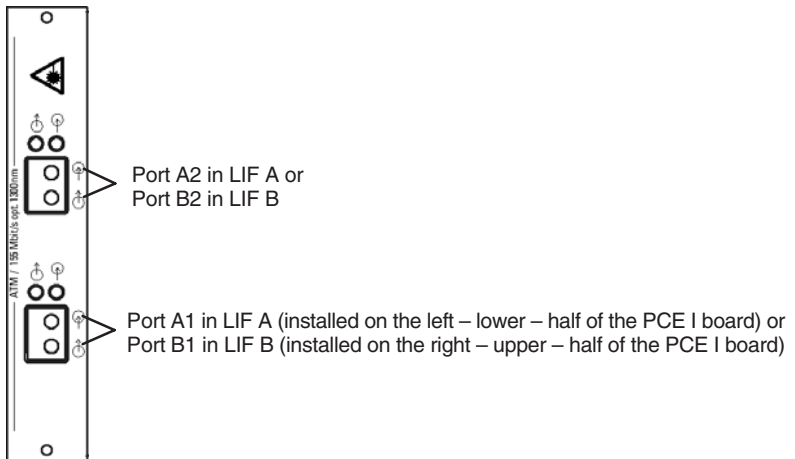 ATM / 155 Mbit/s opt. 1300nm
Port A2 in LIF A or
Port B2 in LIF B
Port A1 in LIF A (installed on the left – lower – half of the PCE I board) or
Port B1 in LIF B (installed on the right – upper – half of the PCE I board)